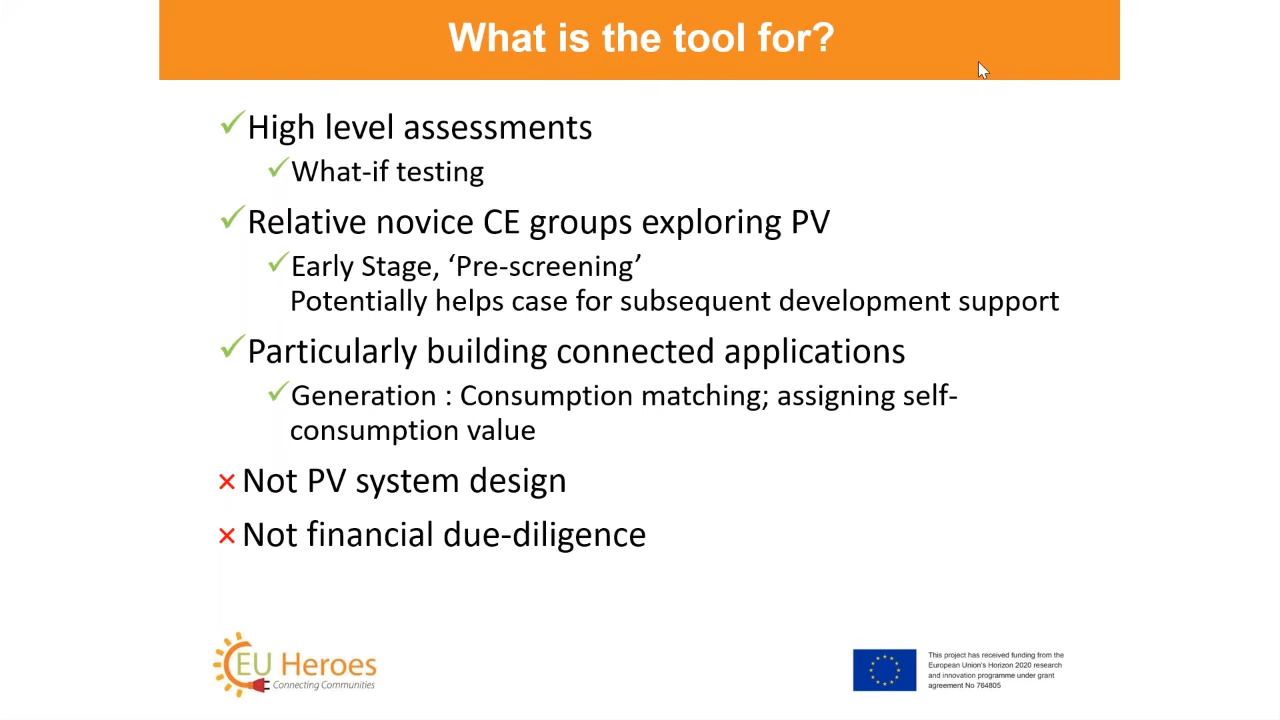 What is the tool for?
✓High level assessments
✓What-if testing
✓Relative novice CE groups exploring PV
✓Early Stage, ‘Pre-screening’
Potentially helps case for subsequent development support
✓Particularly building connected applications
✓Generation : Consumption matching; assigning self-
consumption value
× Not PV system design
× Not financial due-diligence
EU Heroes
Connecting Communities
This project has received funding from the
European Union's Horizon 2020 research
and innovation programme under grant
agreement No 764805